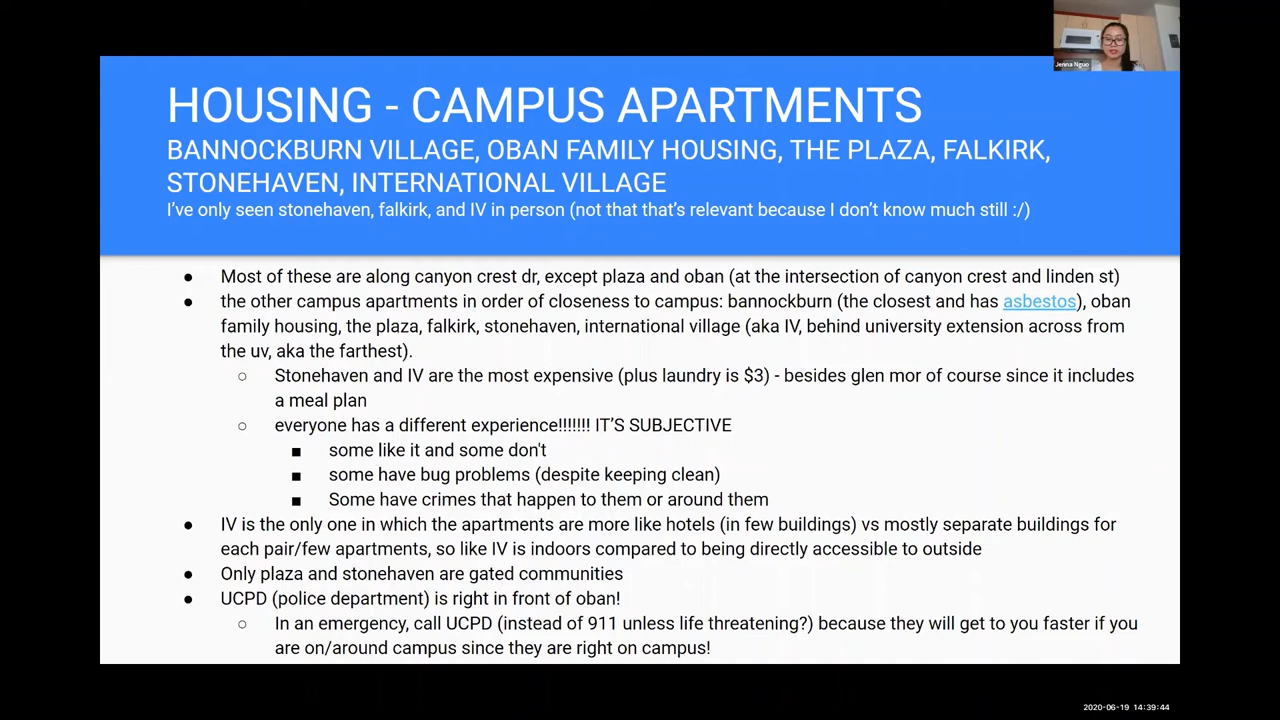 Jenna Nguo
HOUSING - CAMPUS APARTMENTS
BANNOCKBURN VILLAGE, OBAN FAMILY HOUSING, THE PLAZA, FALKIRK,
STONEHAVEN, INTERNATIONAL VILLAGE
I've only seen stonehaven, falkirk, and IV in person (not that that's relevant because I don't know much still :/)
● Most of these are along canyon crest dr, except plaza and oban (at the intersection of canyon crest and linden st)
● the other campus apartments in order of closeness to campus: bannockburn (the closest and has asbestos), oban
family housing, the plaza, falkirk, stonehaven, international village (aka IV, behind university extension across from
the uv, aka the farthest).
○ Stonehaven and IV are the most expensive (plus laundry is $3) - besides glen mor of course since it includes
a meal plan
○ everyone has a different experience!!!!!!! IT'S SUBJECTIVE
■ some like it and some don't
■ some have bug problems (despite keeping clean)
■ Some have crimes that happen to them or around them
● IV is the only one in which the apartments are more like hotels (in few buildings) vs mostly separate buildings for
each pair/few apartments, so like IV is indoors compared to being directly accessible to outside
● Only plaza and stonehaven are gated communities
● UCPD (police department) is right in front of oban!
○ In an emergency, call UCPD (instead of 911 unless life threatening?) because they will get to you faster if you
are on/around campus since they are right on campus!
2020-06-19 14:39:44